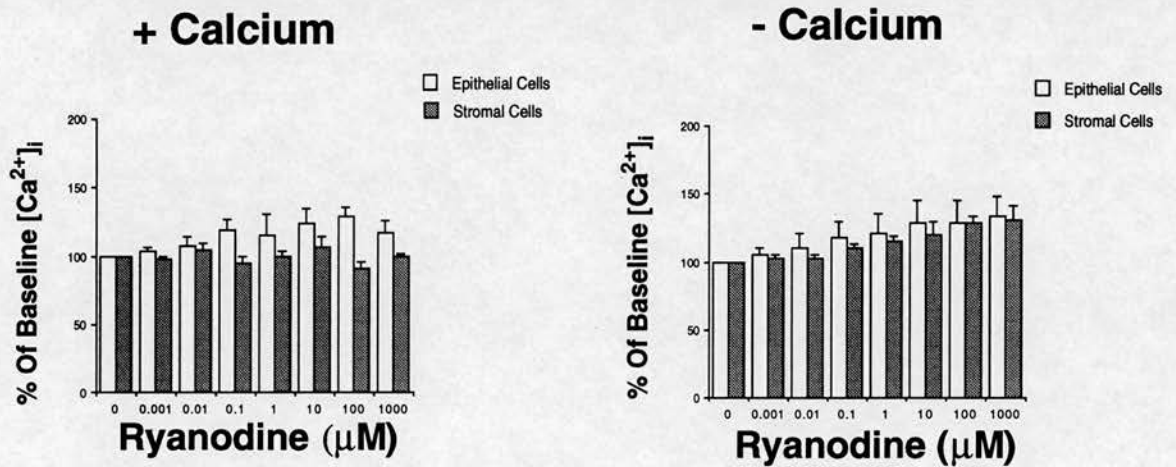 + Calcium
Epithelial Cells
Stromal Cells
% Of Baseline [Ca²⁺]ᵢ
200
150
100
50
0
0 0.001 0.01 0.1 1 10 100 1000
Ryanodine (μM)
- Calcium
Epithelial Cells
Stromal Cells
% Of Baseline [Ca²⁺]ᵢ
200
150
100
50
0
0 0.001 0.01 0.1 1 10 100 1000
Ryanodine (μM)